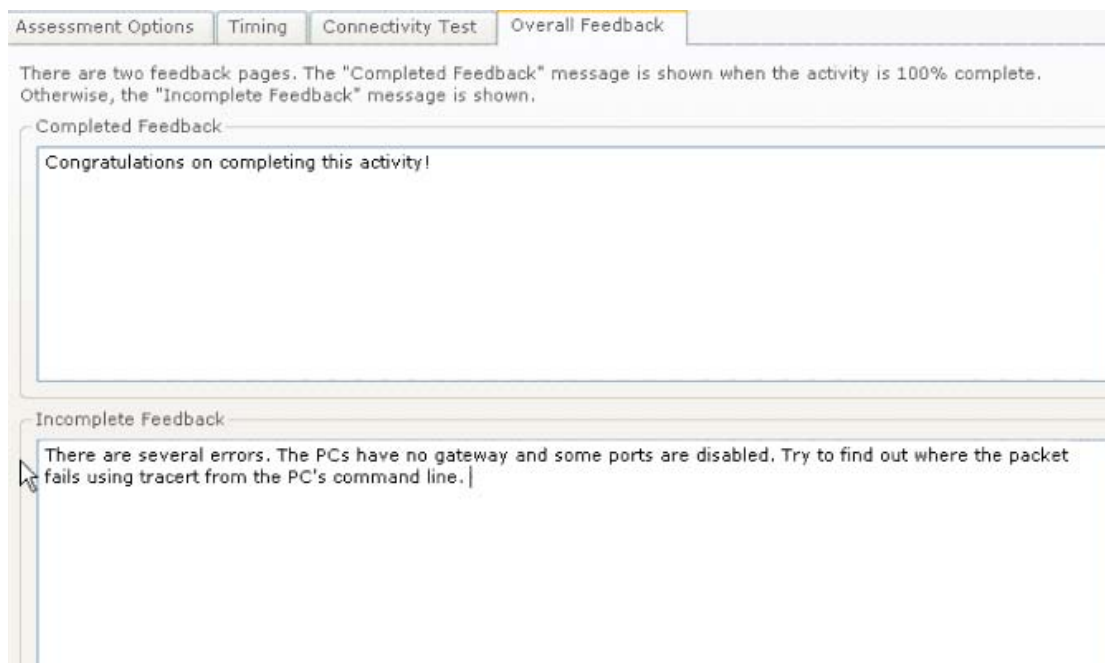 Assessment Options Timing Connectivity Test Overall Feedback
There are two feedback pages. The "Completed Feedback" message is shown when the activity is 100% complete.
Otherwise, the "Incomplete Feedback" message is shown.
Completed Feedback
Congratulations on completing this activity!
Incomplete Feedback
There are several errors. The PCs have no gateway and some ports are disabled. Try to find out where the packet
fails using tracert from the PC's command line.